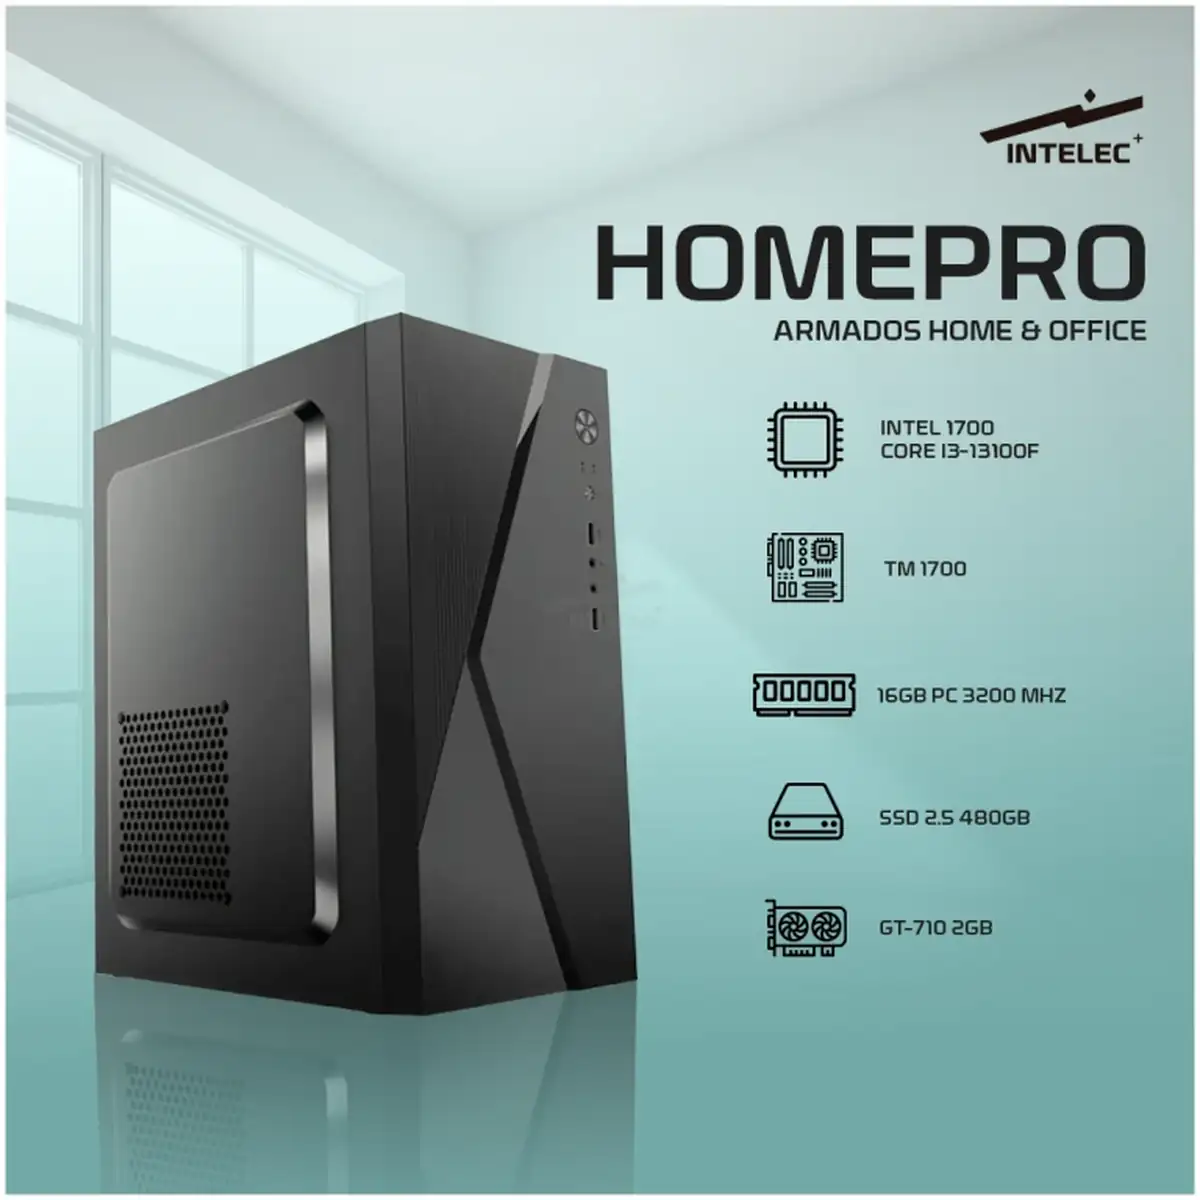 INTELEC+
HOMEPRO
ARMADOS HOME & OFFICE
INTEL 1700
CORE I3-13100F
TM 1700
16GB PC 3200 MHZ
SSD 2.5 480GB
GT-710 2GB